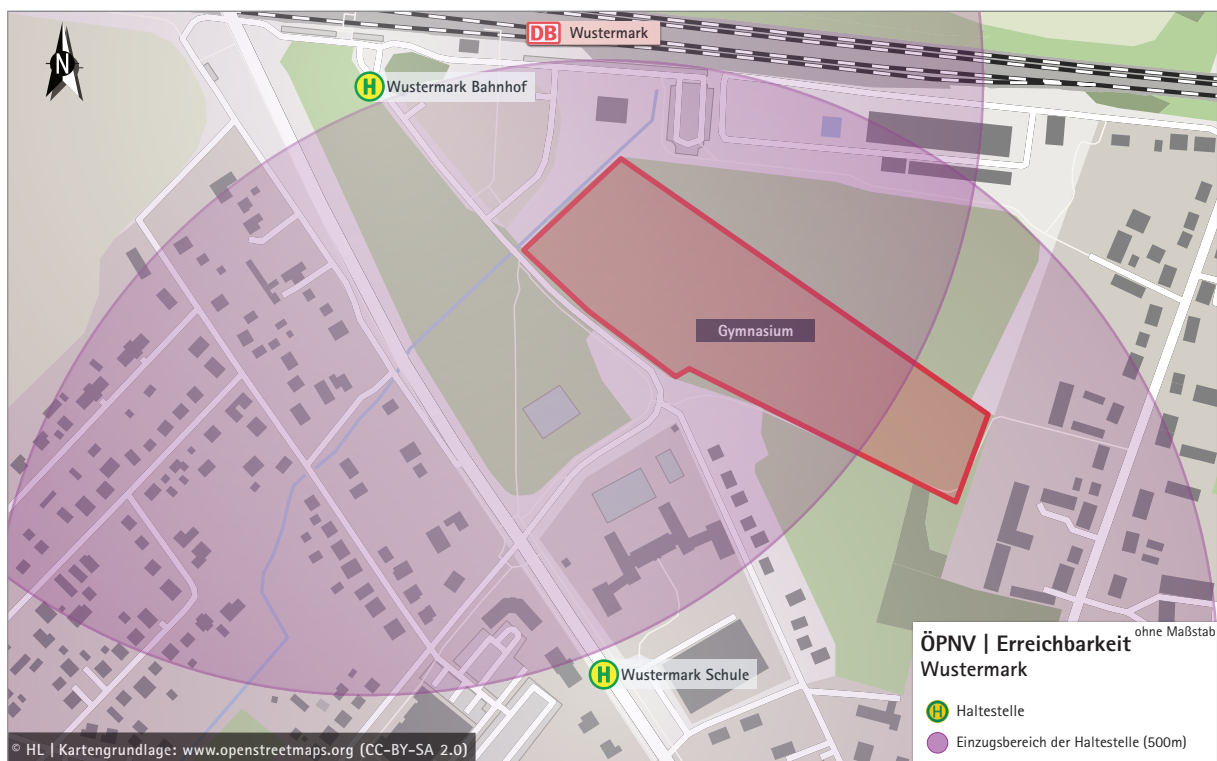 N
DB Wustermark
H Wustermark Bahnhof
Gymnasium
H Wustermark Schule
ÖPNV | Erreichbarkeit ohne Maßstab
Wustermark
H Haltestelle
Einzugsbereich der Haltestelle (500m)
© HL | Kartengrundlage: www.openstreetmaps.org (CC-BY-SA 2.0)